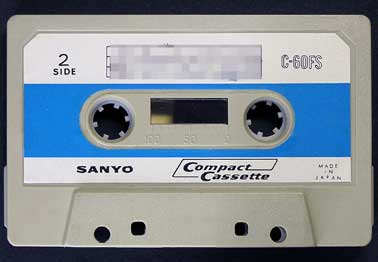 2
SIDE
C-60FS
100 50 0
SANYO
Compact
Cassette
MADE
IN
JAPAN